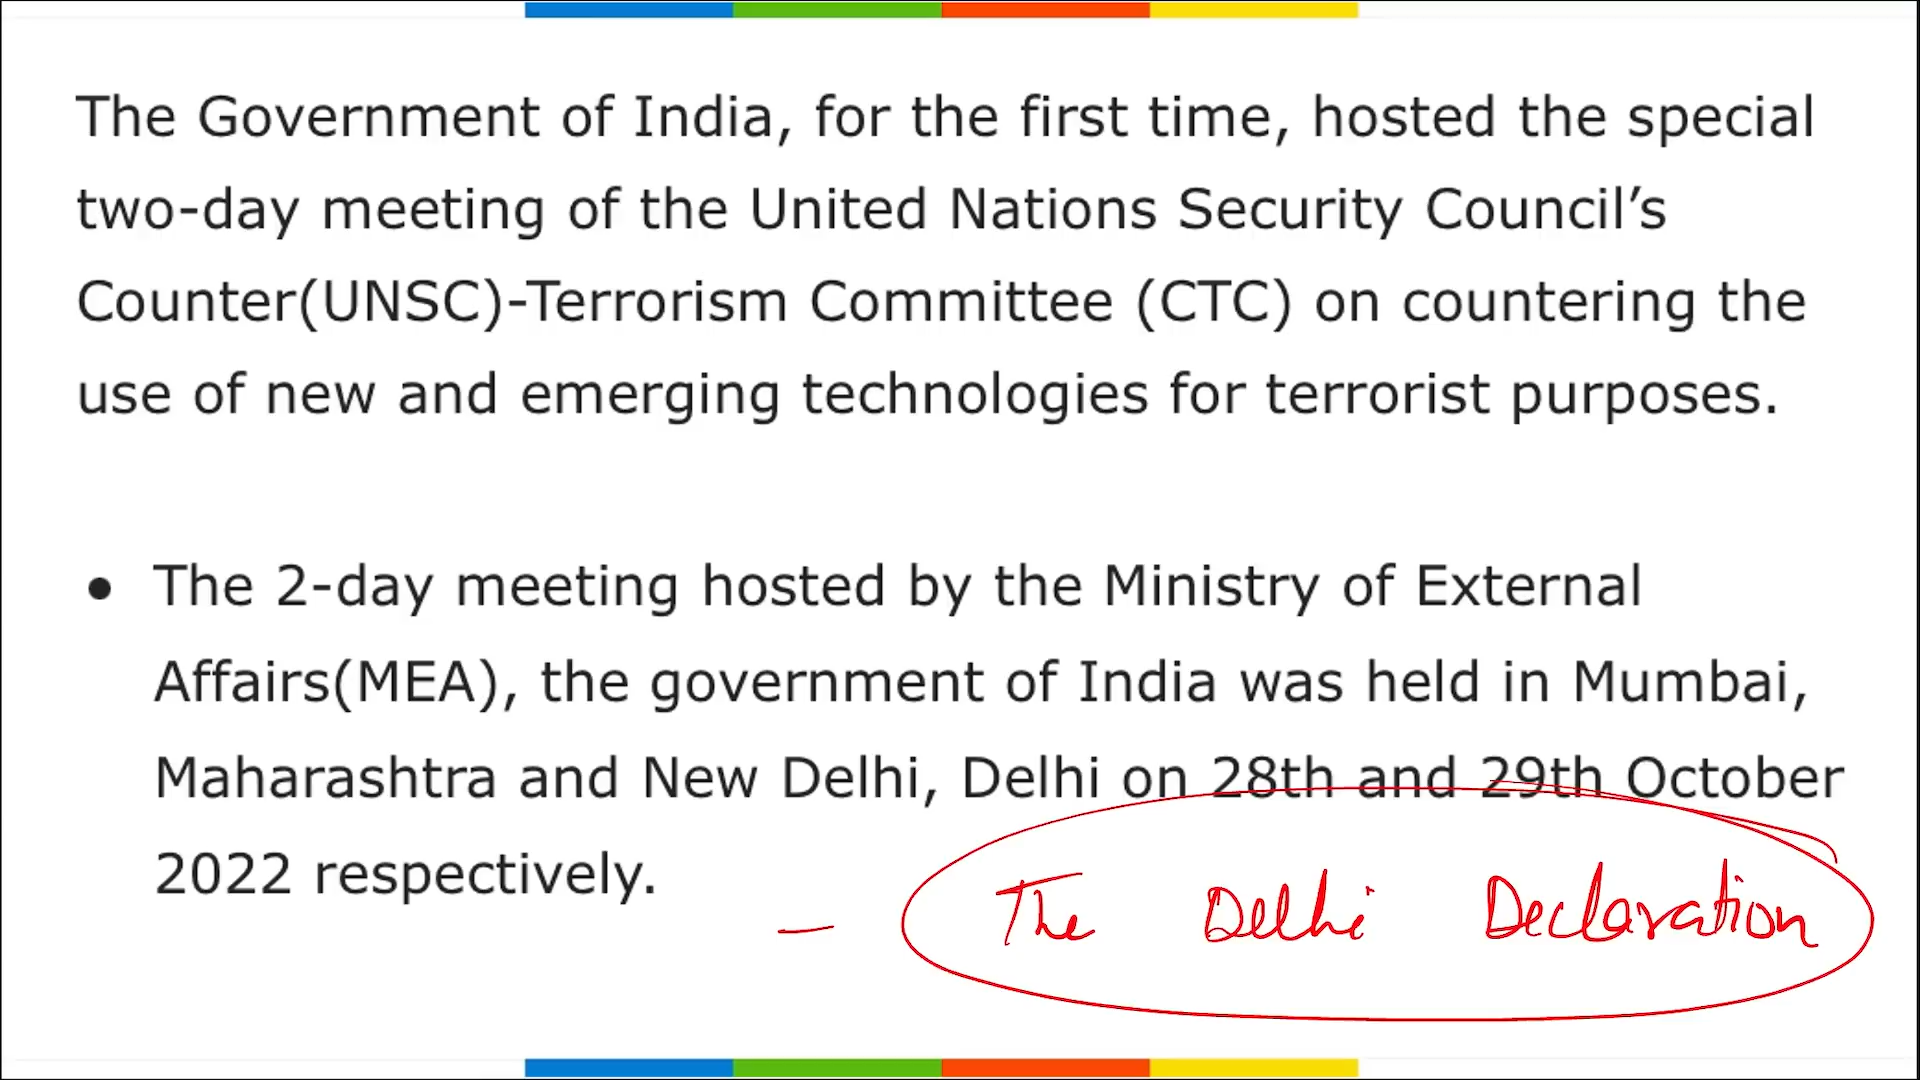 The Government of India, for the first time, hosted the special
two-day meeting of the United Nations Security Council’s
Counter(UNSC)-Terrorism Committee (CTC) on countering the
use of new and emerging technologies for terrorist purposes.
● The 2-day meeting hosted by the Ministry of External
Affairs(MEA), the government of India was held in Mumbai,
Maharashtra and New Delhi, Delhi on 28th and 29th October
2022 respectively.
— The Delhi Declaration